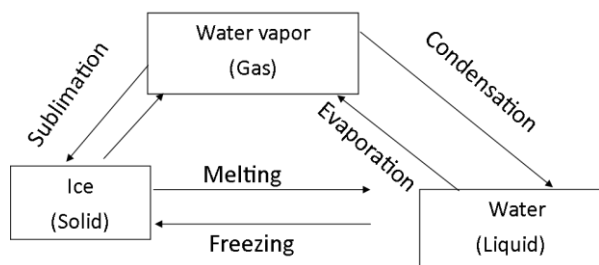 Water vapor
(Gas)
Sublimation
Condensation
Evaporation
Ice
(Solid)
Melting
Freezing
Water
(Liquid)